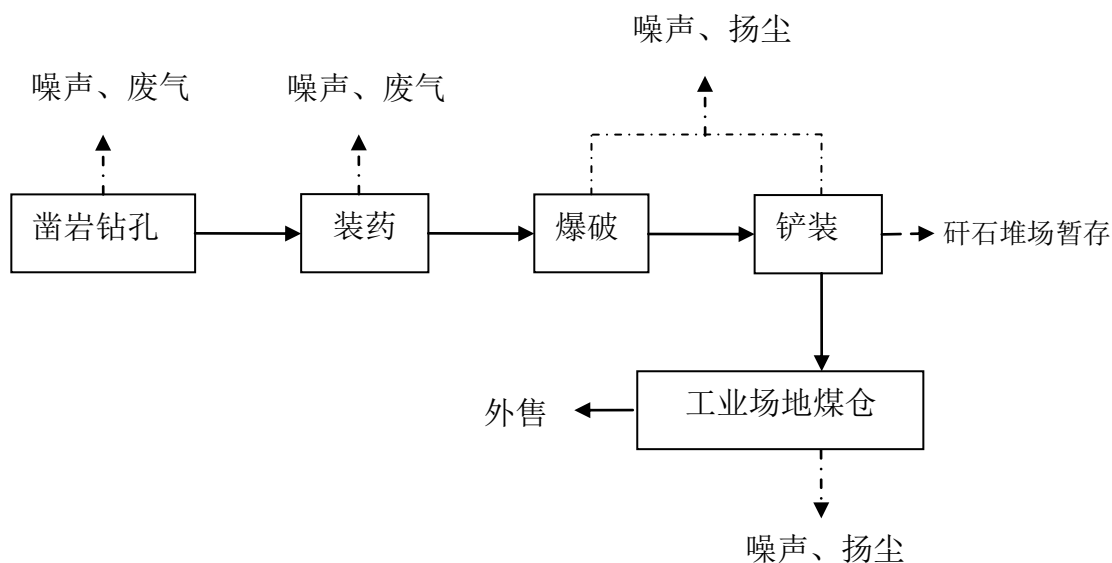 噪声、扬尘
噪声、废气
噪声、废气
凿岩钻孔
装药
爆破
铲装
矸石堆场暂存
外售
工业场地煤仓
噪声、扬尘